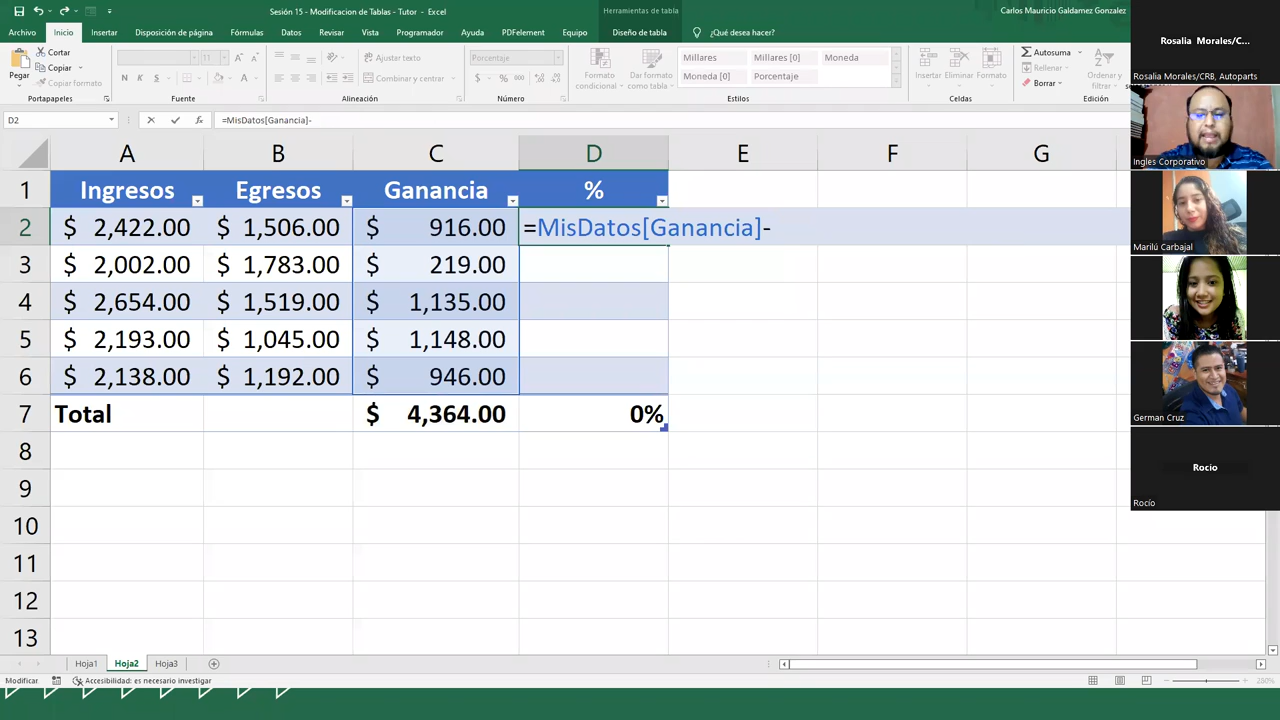 Sesión 15 - Modificacion de Tablas - Tutor - Excel
Herramientas de tabla
Carlos Mauricio Galdamez Gonzalez
Archivo Inicio Insertar Disposición de página Fórmulas Datos Revisar Vista Programador Ayuda PDFelement Equipo Diseño de tabla ¿Qué desea hacer?
Pegar
Cortar
Copiar
Copiar formato
Portapapeles
11
N K S
Fuente
Ajustar texto
Combinar y centrar
Alineación
Porcentaje
$ % 000
Número
Formato condicional
Dar formato como tabla
Millares Millares [0] Moneda
Moneda [0] Porcentaje
Estilos
Insertar Eliminar Formato
Celdas
Autosuma
Rellenar
Borrar
Ordenar y filtrar
Edición
D2 fx =MisDatos[Ganancia]-
A B C D E F G
1 Ingresos Egresos Ganancia %
2 $ 2,422.00 $ 1,506.00 $ 916.00 =MisDatos[Ganancia]-
3 $ 2,002.00 $ 1,783.00 $ 219.00
4 $ 2,654.00 $ 1,519.00 $ 1,135.00
5 $ 2,193.00 $ 1,045.00 $ 1,148.00
6 $ 2,138.00 $ 1,192.00 $ 946.00
7 Total $ 4,364.00 0%
8
9
10
11
12
13
Hoja1 Hoja2 Hoja3
Modificar Accesibilidad: es necesario investigar
280%
Rosalia Morales/C...
Rosalia Morales/CRB, Autoparts
Ingles Corporativo
Marilú Carbajal
German Cruz
Rocio
Rocío